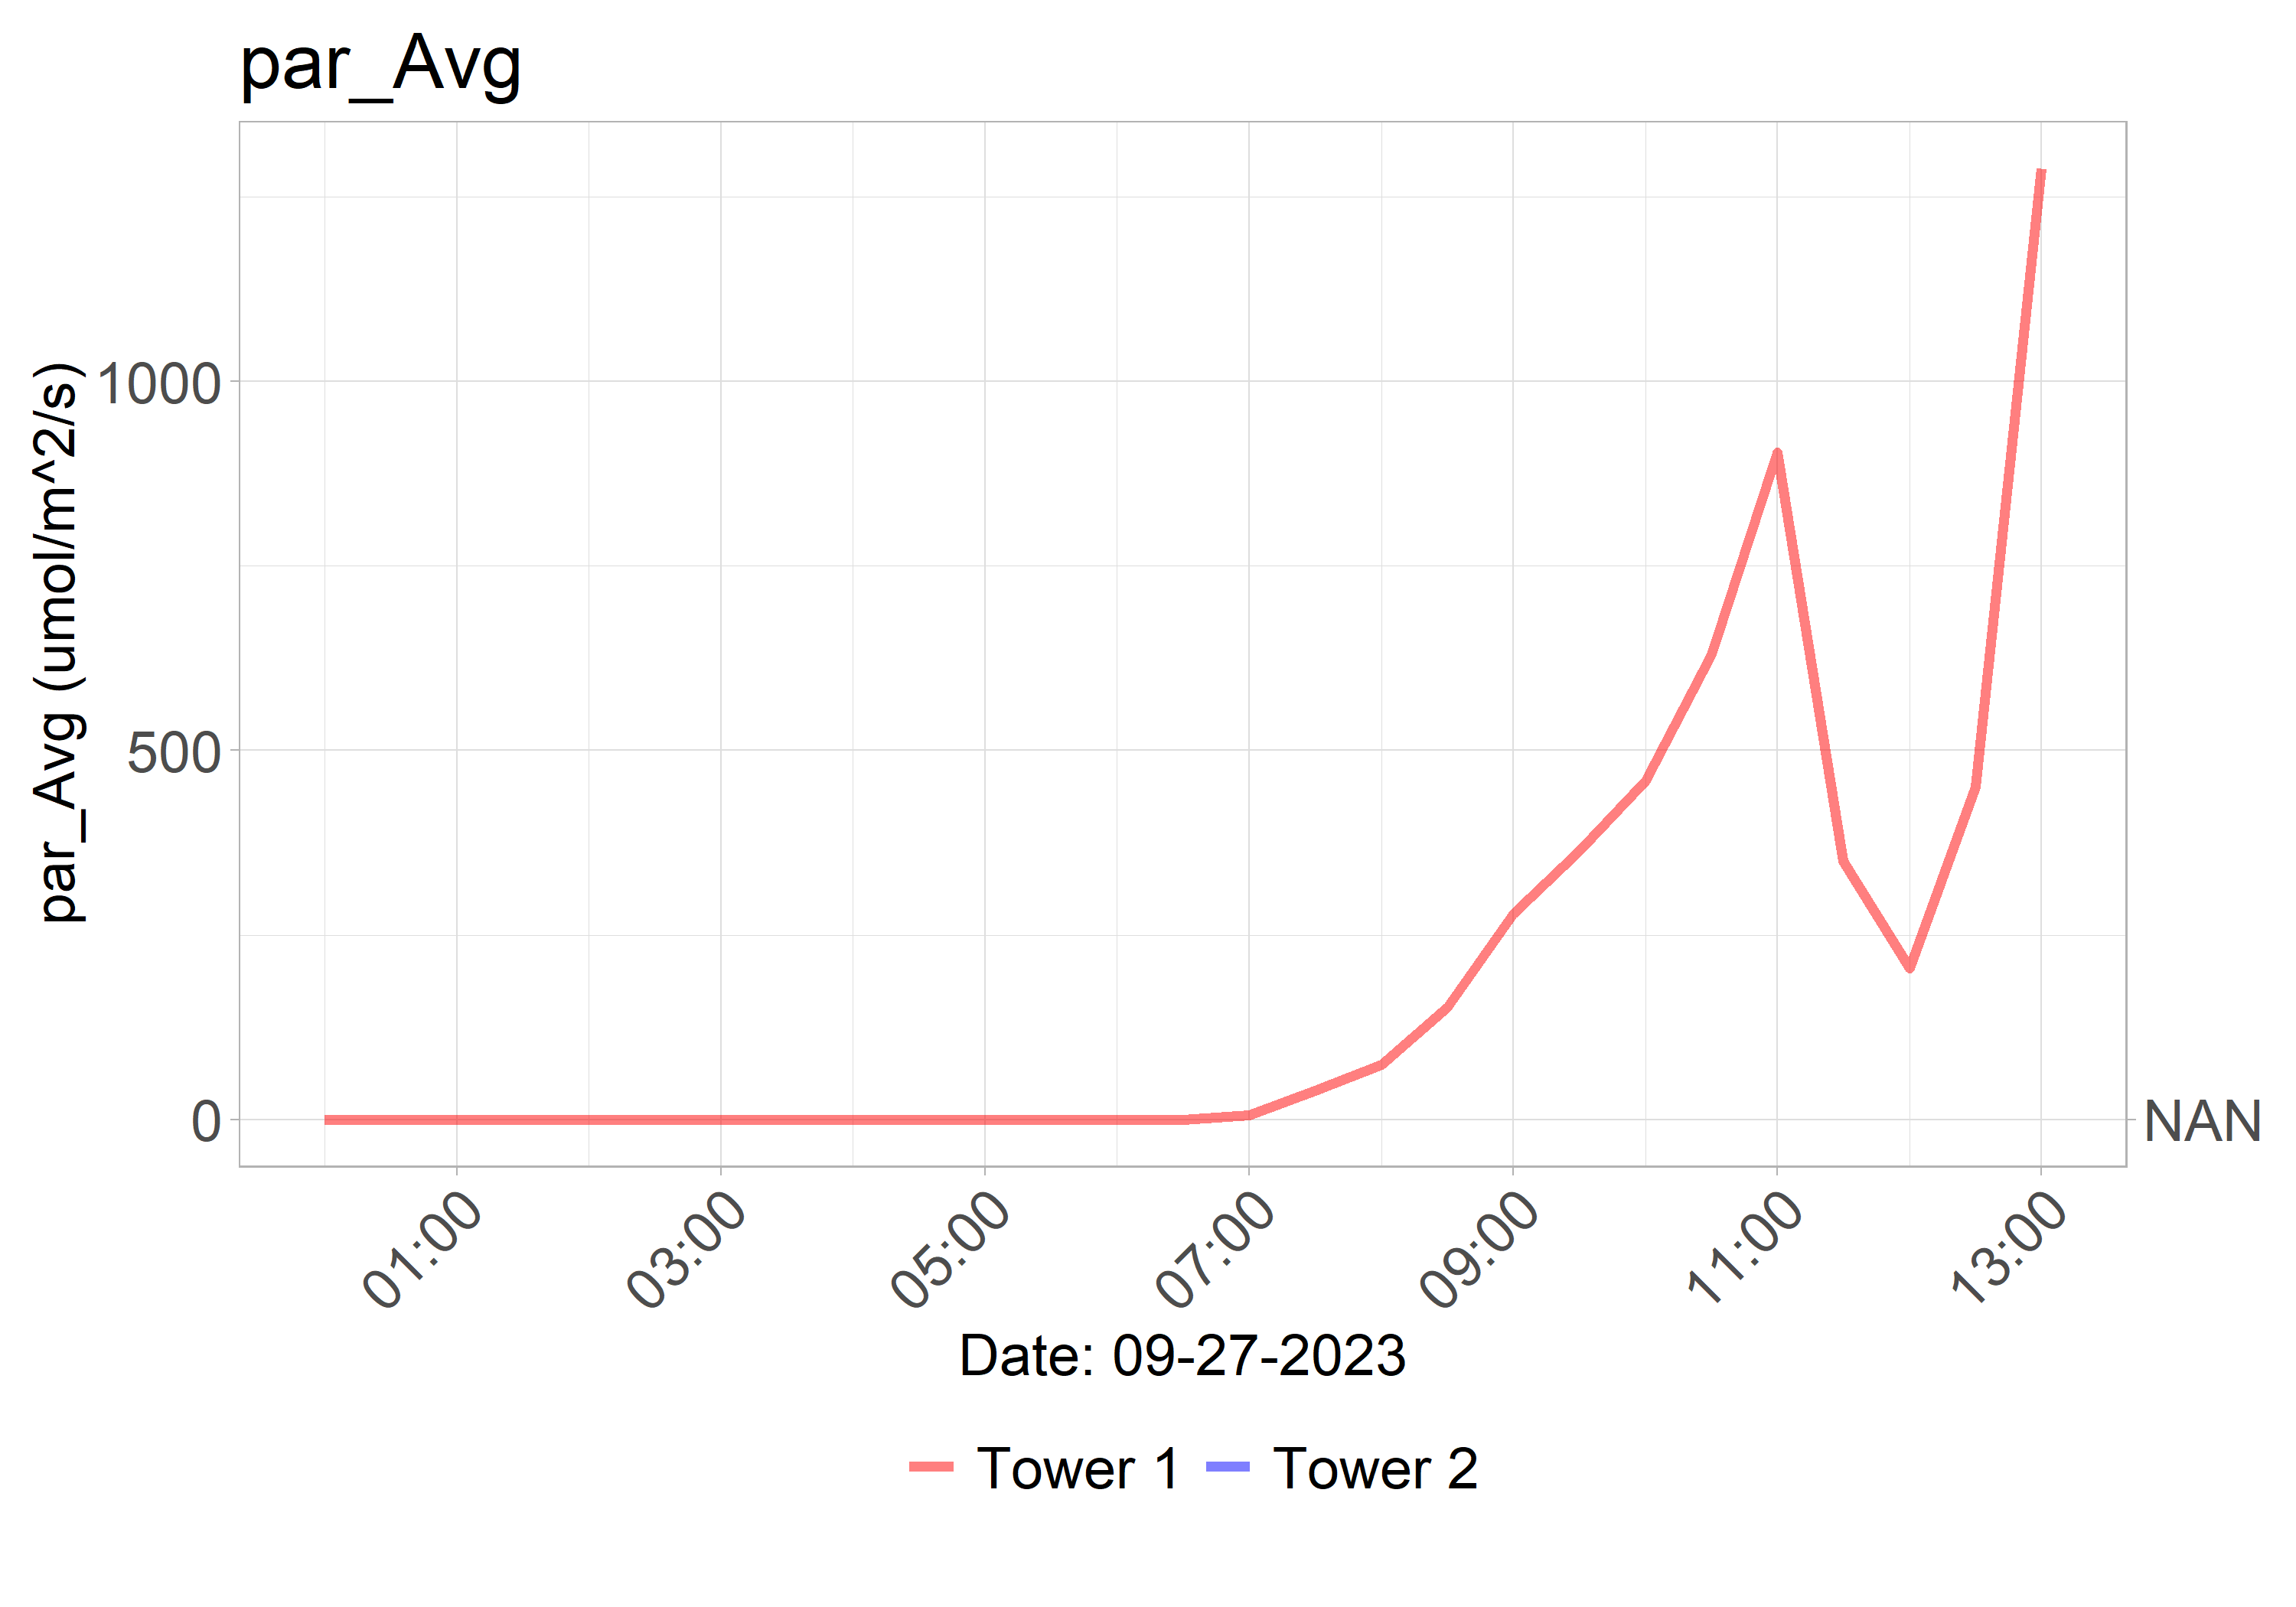 par_Avg
par_Avg (umol/m^2/s)
1000
500
0
NAN
01:00
03:00
05:00
07:00
09:00
11:00
13:00
Date: 09-27-2023
Tower 1
Tower 2